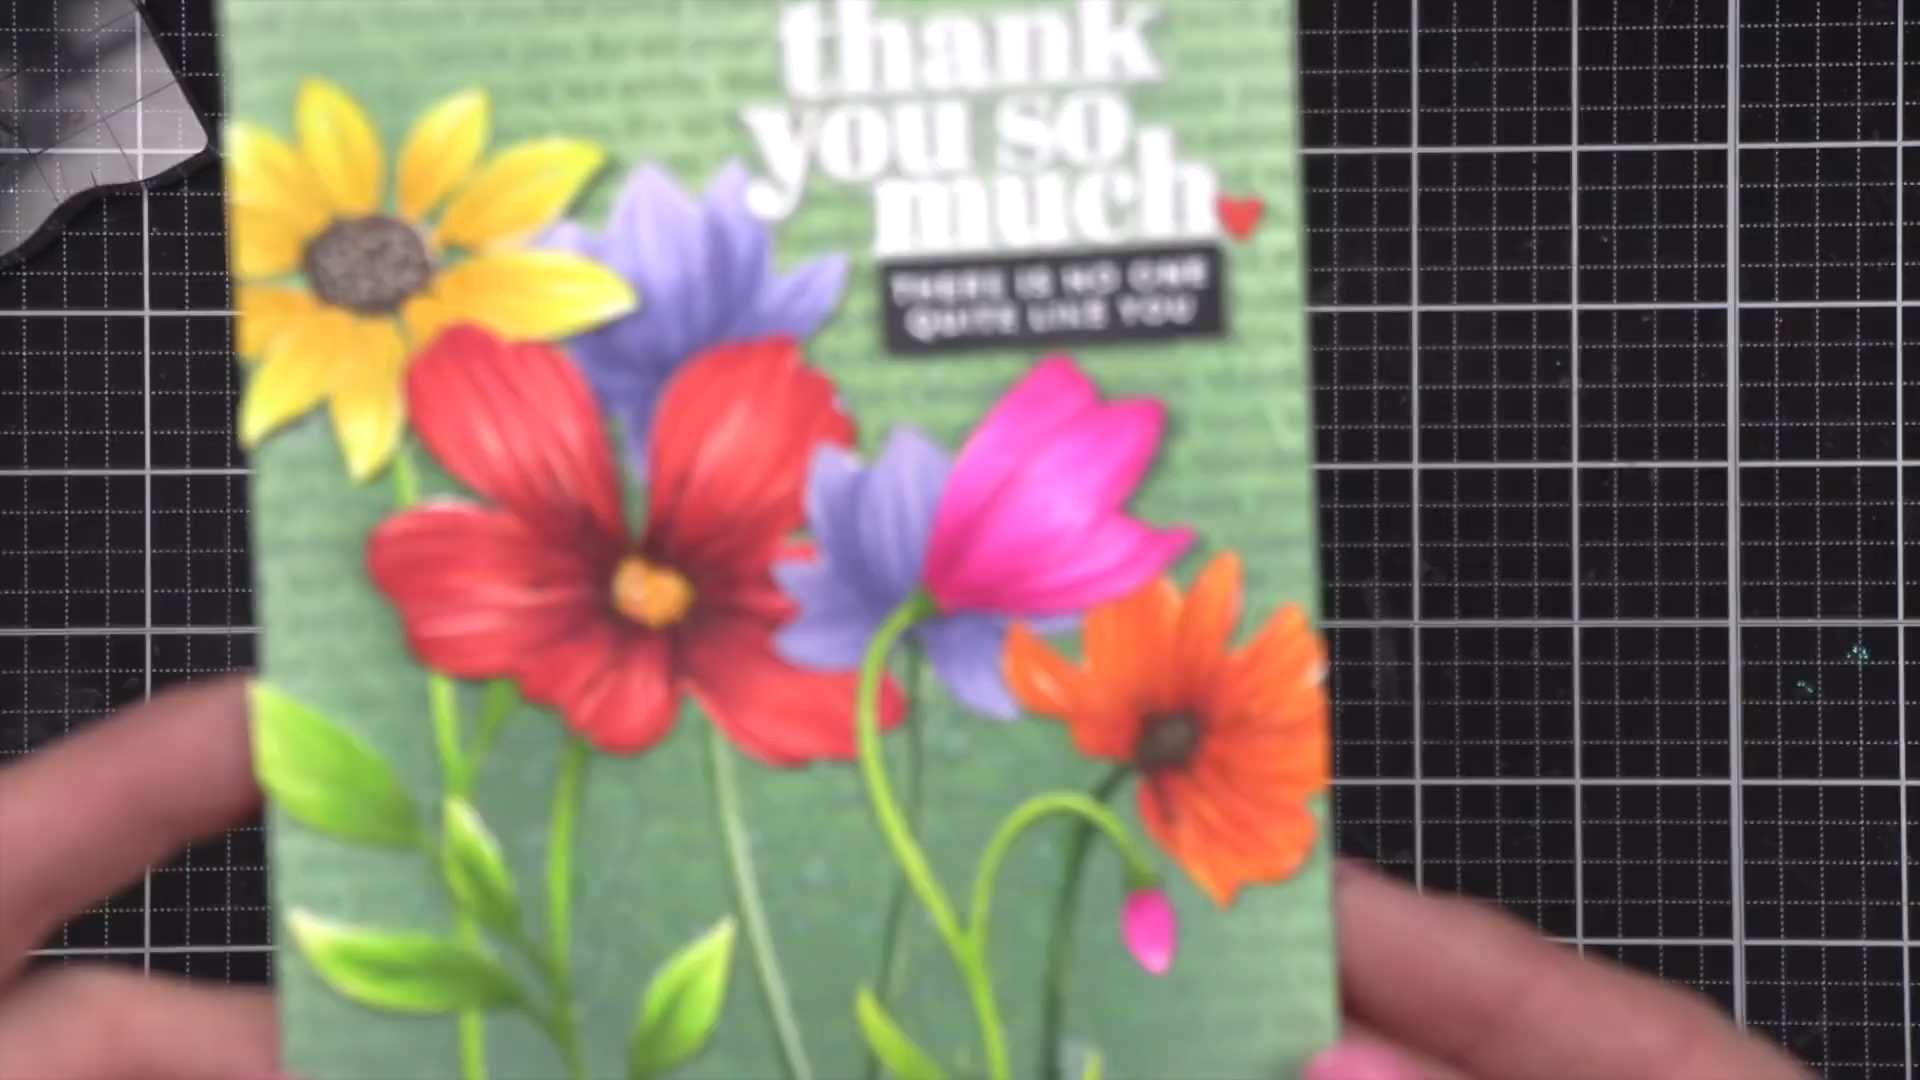 thank
you so
much
THERE IS NO ONE
QUITE LIKE YOU